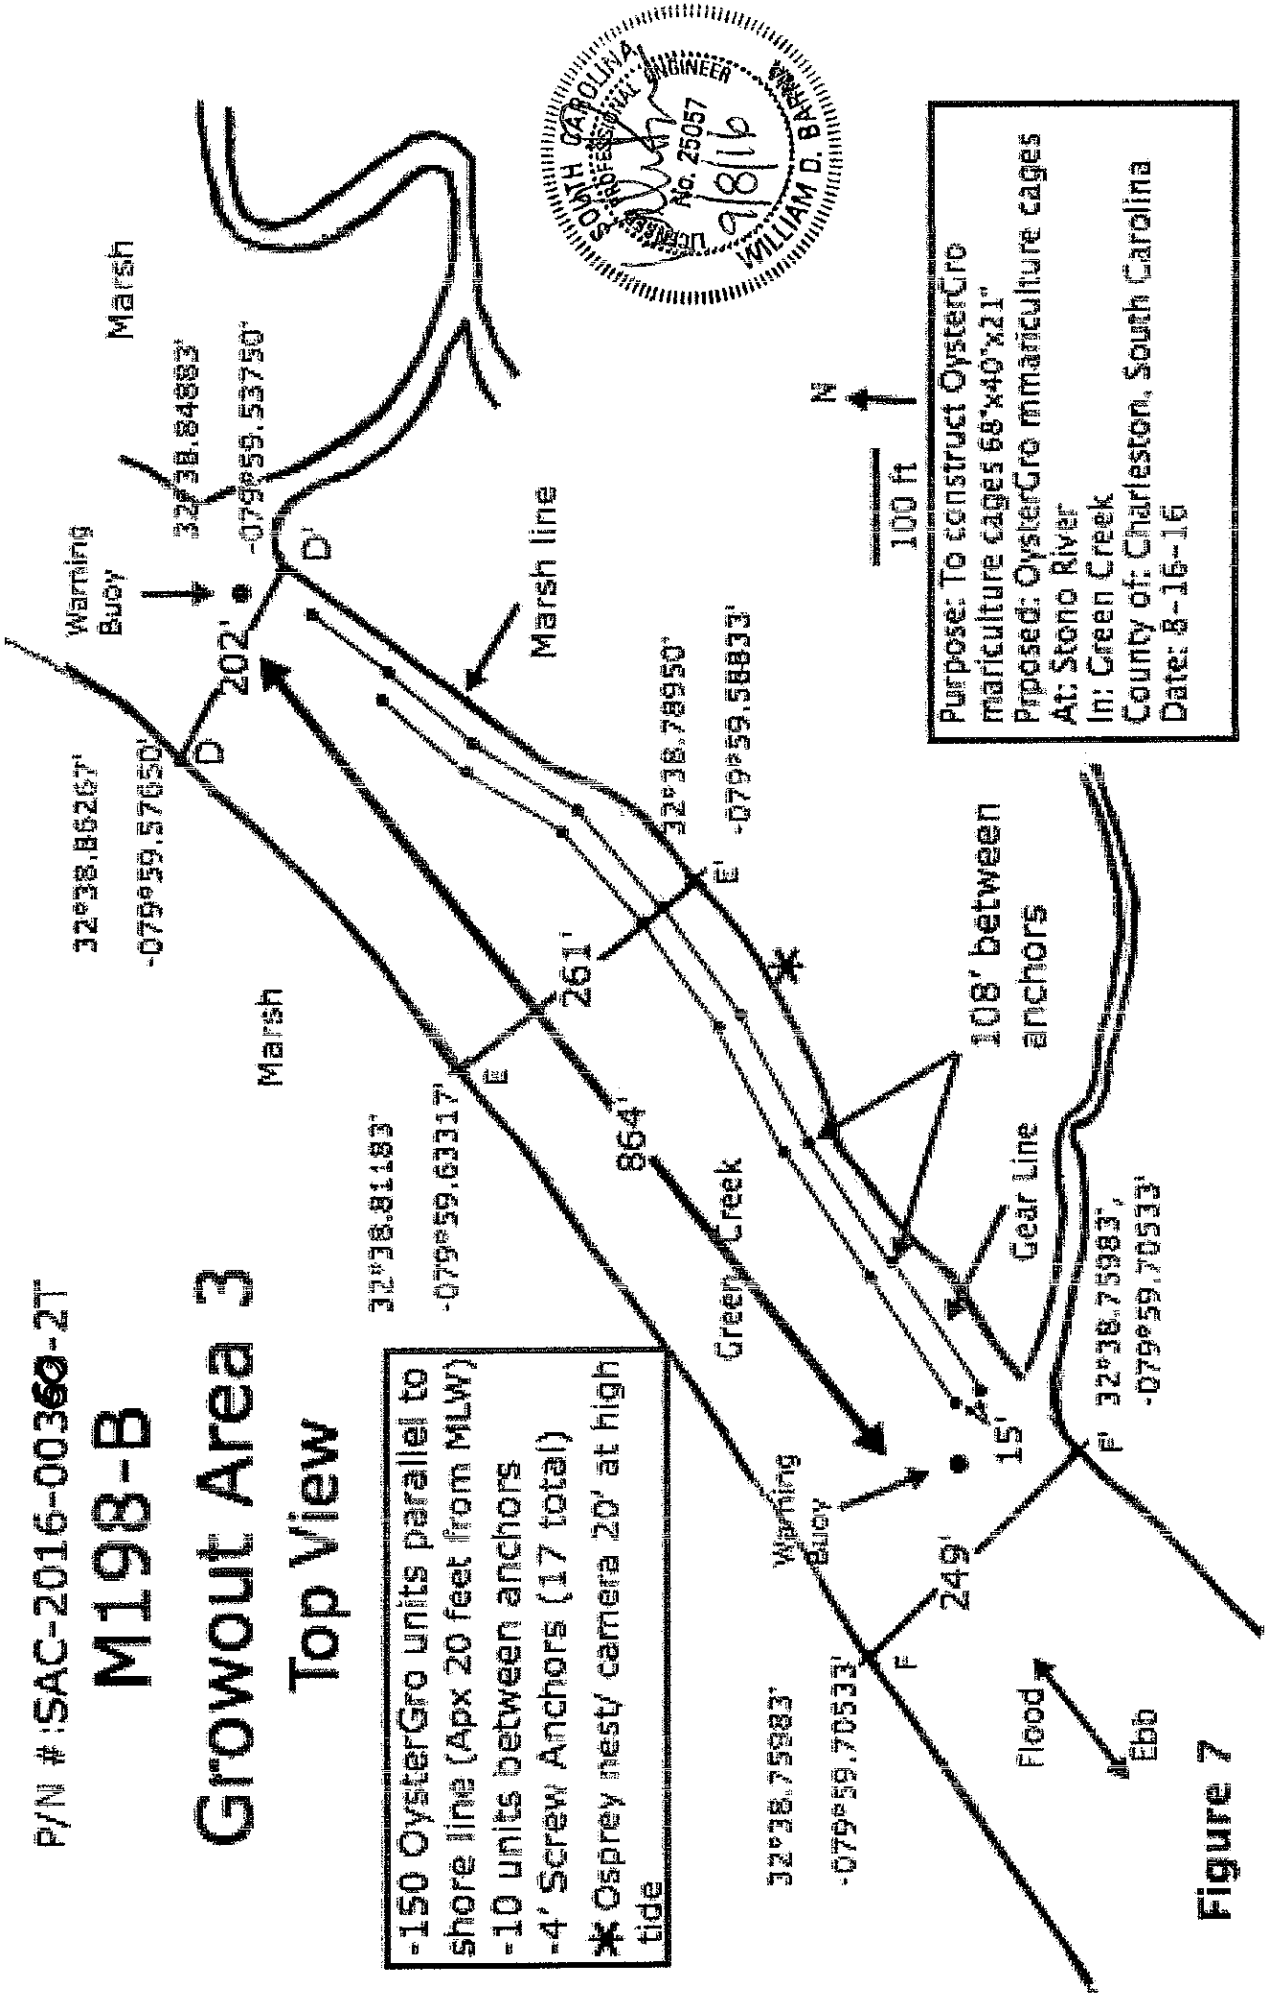 P/N #:SAC-2016-00360-2T
M198-B
Growout Area 3
Top View
-150 OysterGro units parallel to
shore line (Apx 20 feet from MLW)
-10 units between anchors
-4' Screw Anchors (17 total)
* Osprey nest/ camera 20' at high
tide
Marsh
32°38.86267'
-079°59.57650'
Warning
Buoy
Marsh
32°38.84883'
-079°59.53750'
D
202'
D'
32°38.81183'
-079°59.63317'
E
261'
E'
Marsh line
32°38.78950'
-079°59.58833'
864'
Green Creek
*
108' between
anchors
Gear Line
15'
Warning
Buoy
32°38.75983'
-079°59.70533'
F
249'
F'
32°38.75983',
-079°59.70533'
Flood
Ebb
Figure 7
100 ft
N
Purpose: To construct OysterGro
mariculture cages 68"x40"x21"
Prposed: OysterGro mmariculture cages
At: Stono River
In: Green Creek
County of: Charleston, South Carolina
Date: 8-16-16
SOUTH CAROLINA
LICENSED PROFESSIONAL ENGINEER
No. 25057
9/8/16
WILLIAM D. BARNA